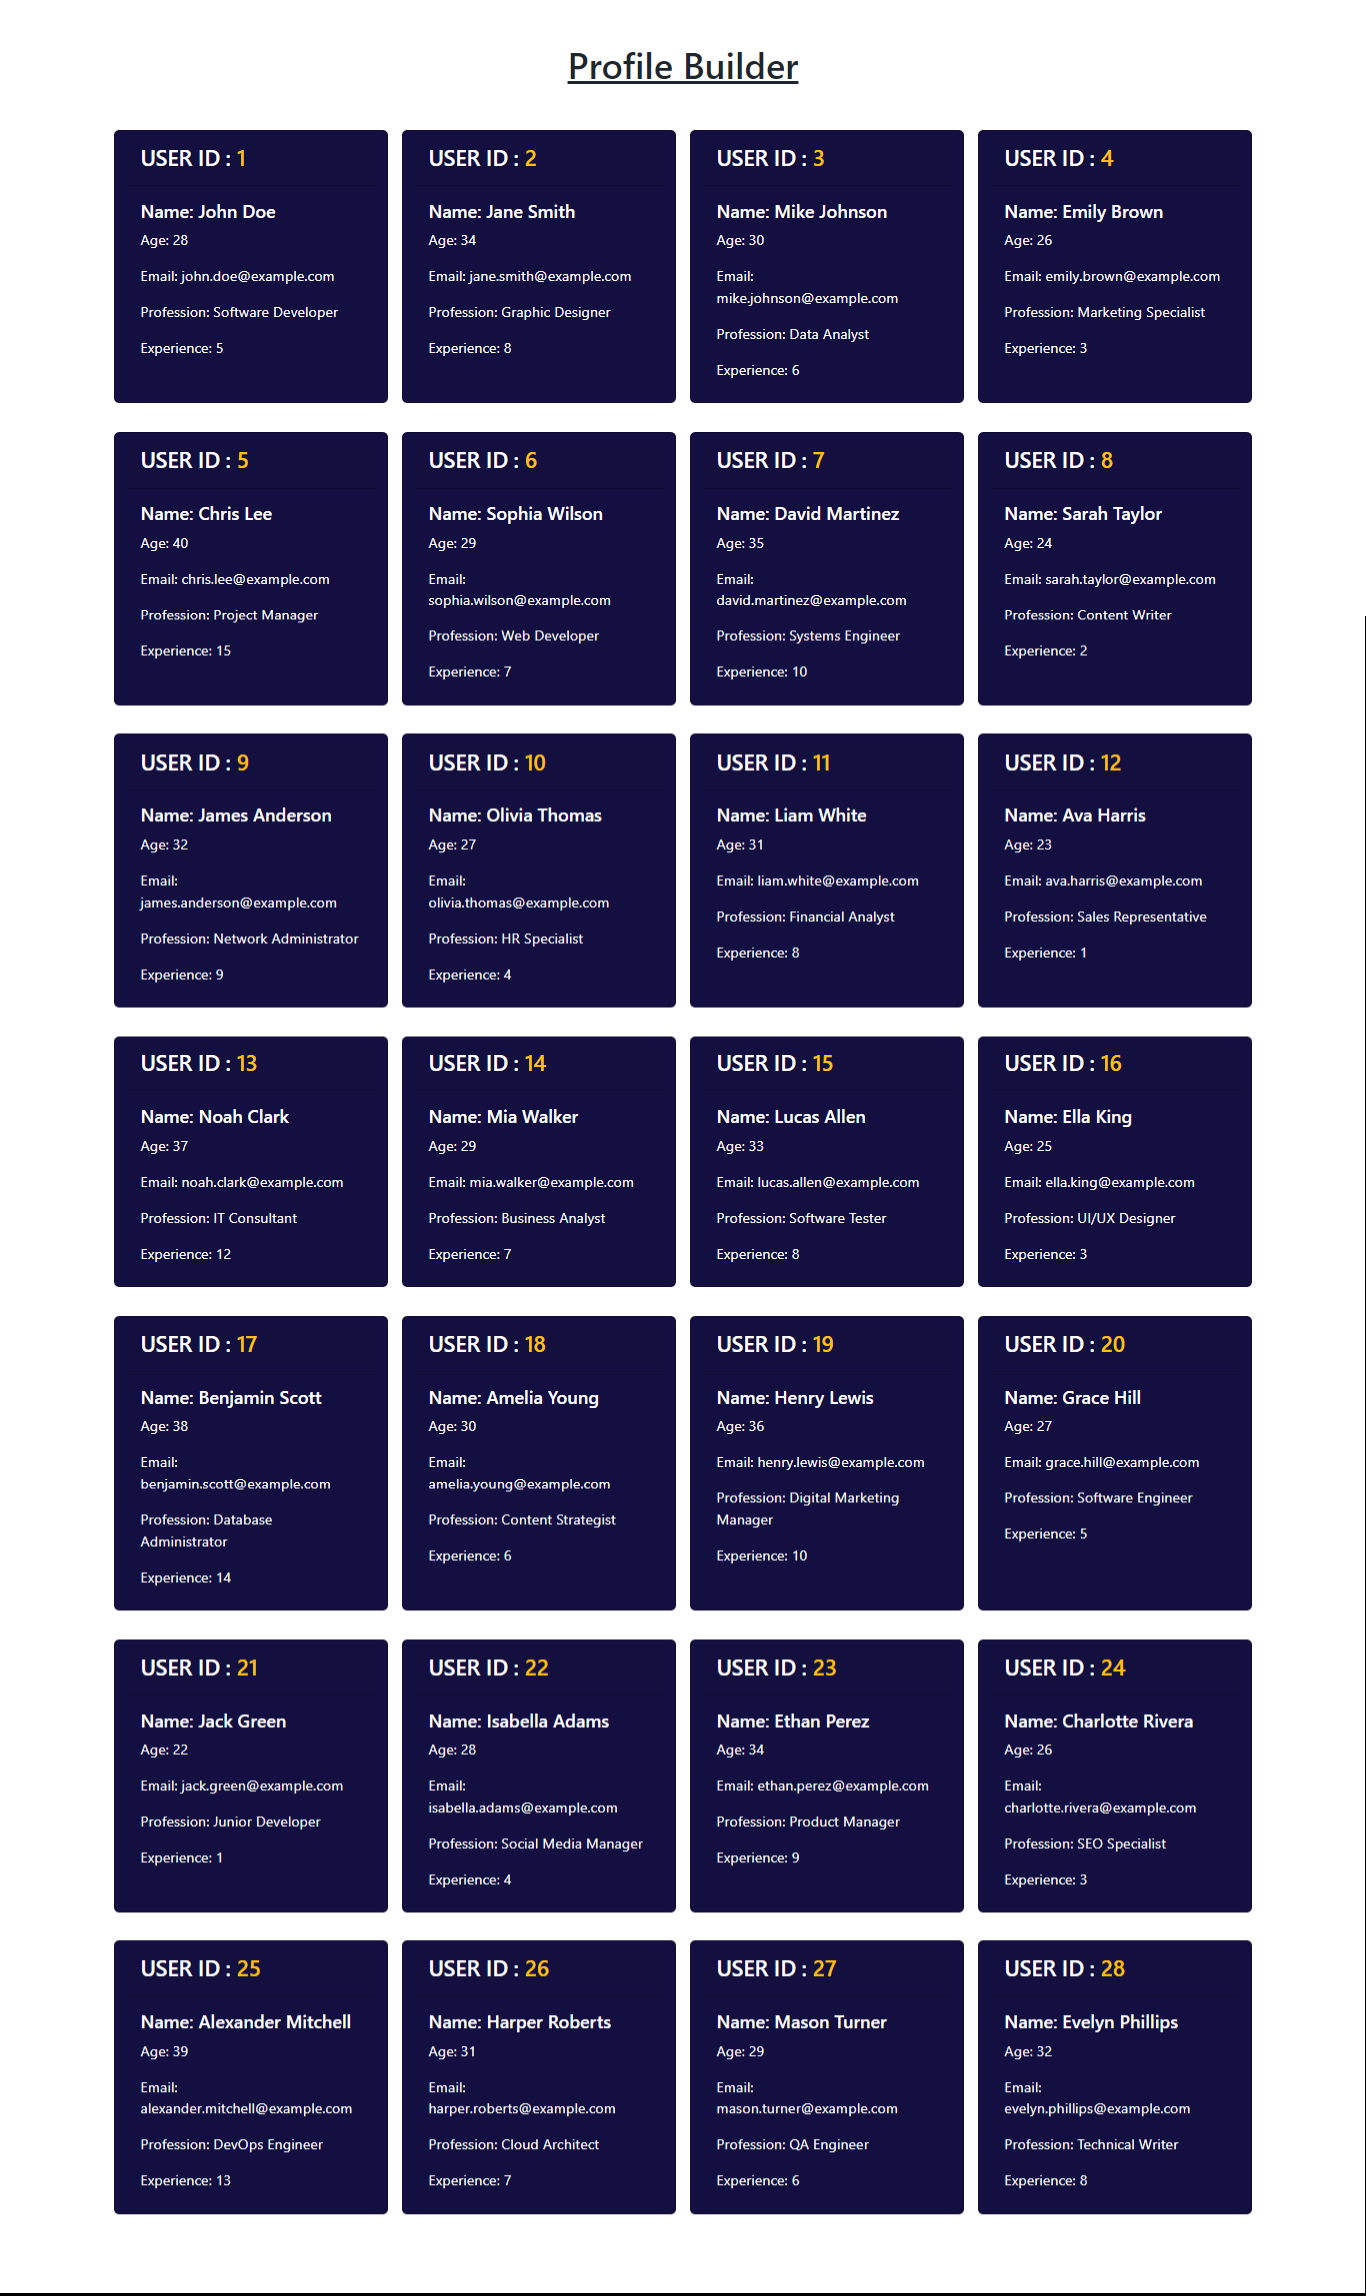 Profile Builder
USER ID : 1
Name: John Doe
Age: 28
Email: john.doe@example.com
Profession: Software Developer
Experience: 5
USER ID : 2
Name: Jane Smith
Age: 34
Email: jane.smith@example.com
Profession: Graphic Designer
Experience: 8
USER ID : 3
Name: Mike Johnson
Age: 30
Email:
mike.johnson@example.com
Profession: Data Analyst
Experience: 6
USER ID : 4
Name: Emily Brown
Age: 26
Email: emily.brown@example.com
Profession: Marketing Specialist
Experience: 3
USER ID : 5
Name: Chris Lee
Age: 40
Email: chris.lee@example.com
Profession: Project Manager
Experience: 15
USER ID : 6
Name: Sophia Wilson
Age: 29
Email:
sophia.wilson@example.com
Profession: Web Developer
Experience: 7
USER ID : 7
Name: David Martinez
Age: 35
Email:
david.martinez@example.com
Profession: Systems Engineer
Experience: 10
USER ID : 8
Name: Sarah Taylor
Age: 24
Email: sarah.taylor@example.com
Profession: Content Writer
Experience: 2
USER ID : 9
Name: James Anderson
Age: 32
Email:
james.anderson@example.com
Profession: Network Administrator
Experience: 9
USER ID : 10
Name: Olivia Thomas
Age: 27
Email:
olivia.thomas@example.com
Profession: HR Specialist
Experience: 4
USER ID : 11
Name: Liam White
Age: 31
Email: liam.white@example.com
Profession: Financial Analyst
Experience: 8
USER ID : 12
Name: Ava Harris
Age: 23
Email: ava.harris@example.com
Profession: Sales Representative
Experience: 1
USER ID : 13
Name: Noah Clark
Age: 37
Email: noah.clark@example.com
Profession: IT Consultant
Experience: 12
USER ID : 14
Name: Mia Walker
Age: 29
Email: mia.walker@example.com
Profession: Business Analyst
Experience: 7
USER ID : 15
Name: Lucas Allen
Age: 33
Email: lucas.allen@example.com
Profession: Software Tester
Experience: 8
USER ID : 16
Name: Ella King
Age: 25
Email: ella.king@example.com
Profession: UI/UX Designer
Experience: 3
USER ID : 17
Name: Benjamin Scott
Age: 38
Email:
benjamin.scott@example.com
Profession: Database
Administrator
Experience: 14
USER ID : 18
Name: Amelia Young
Age: 30
Email:
amelia.young@example.com
Profession: Content Strategist
Experience: 6
USER ID : 19
Name: Henry Lewis
Age: 36
Email: henry.lewis@example.com
Profession: Digital Marketing
Manager
Experience: 10
USER ID : 20
Name: Grace Hill
Age: 27
Email: grace.hill@example.com
Profession: Software Engineer
Experience: 5
USER ID : 21
Name: Jack Green
Age: 22
Email: jack.green@example.com
Profession: Junior Developer
Experience: 1
USER ID : 22
Name: Isabella Adams
Age: 28
Email:
isabella.adams@example.com
Profession: Social Media Manager
Experience: 4
USER ID : 23
Name: Ethan Perez
Age: 34
Email: ethan.perez@example.com
Profession: Product Manager
Experience: 9
USER ID : 24
Name: Charlotte Rivera
Age: 26
Email:
charlotte.rivera@example.com
Profession: SEO Specialist
Experience: 3
USER ID : 25
Name: Alexander Mitchell
Age: 39
Email:
alexander.mitchell@example.com
Profession: DevOps Engineer
Experience: 13
USER ID : 26
Name: Harper Roberts
Age: 31
Email:
harper.roberts@example.com
Profession: Cloud Architect
Experience: 7
USER ID : 27
Name: Mason Turner
Age: 29
Email:
mason.turner@example.com
Profession: QA Engineer
Experience: 6
USER ID : 28
Name: Evelyn Phillips
Age: 32
Email:
evelyn.phillips@example.com
Profession: Technical Writer
Experience: 8